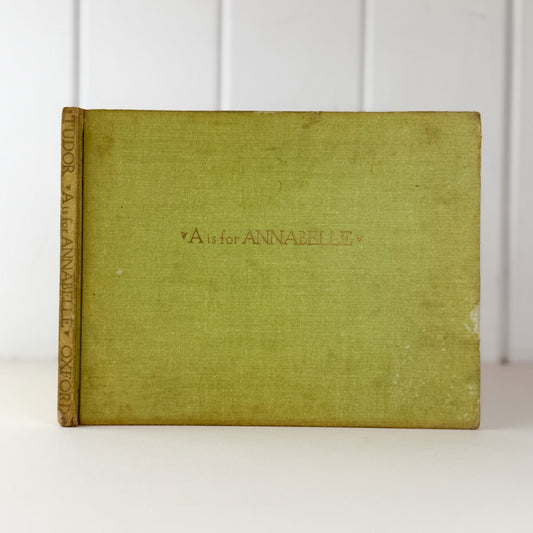 TUDOR A is for ANNABELLE OXFORD
A is for ANNABELLE